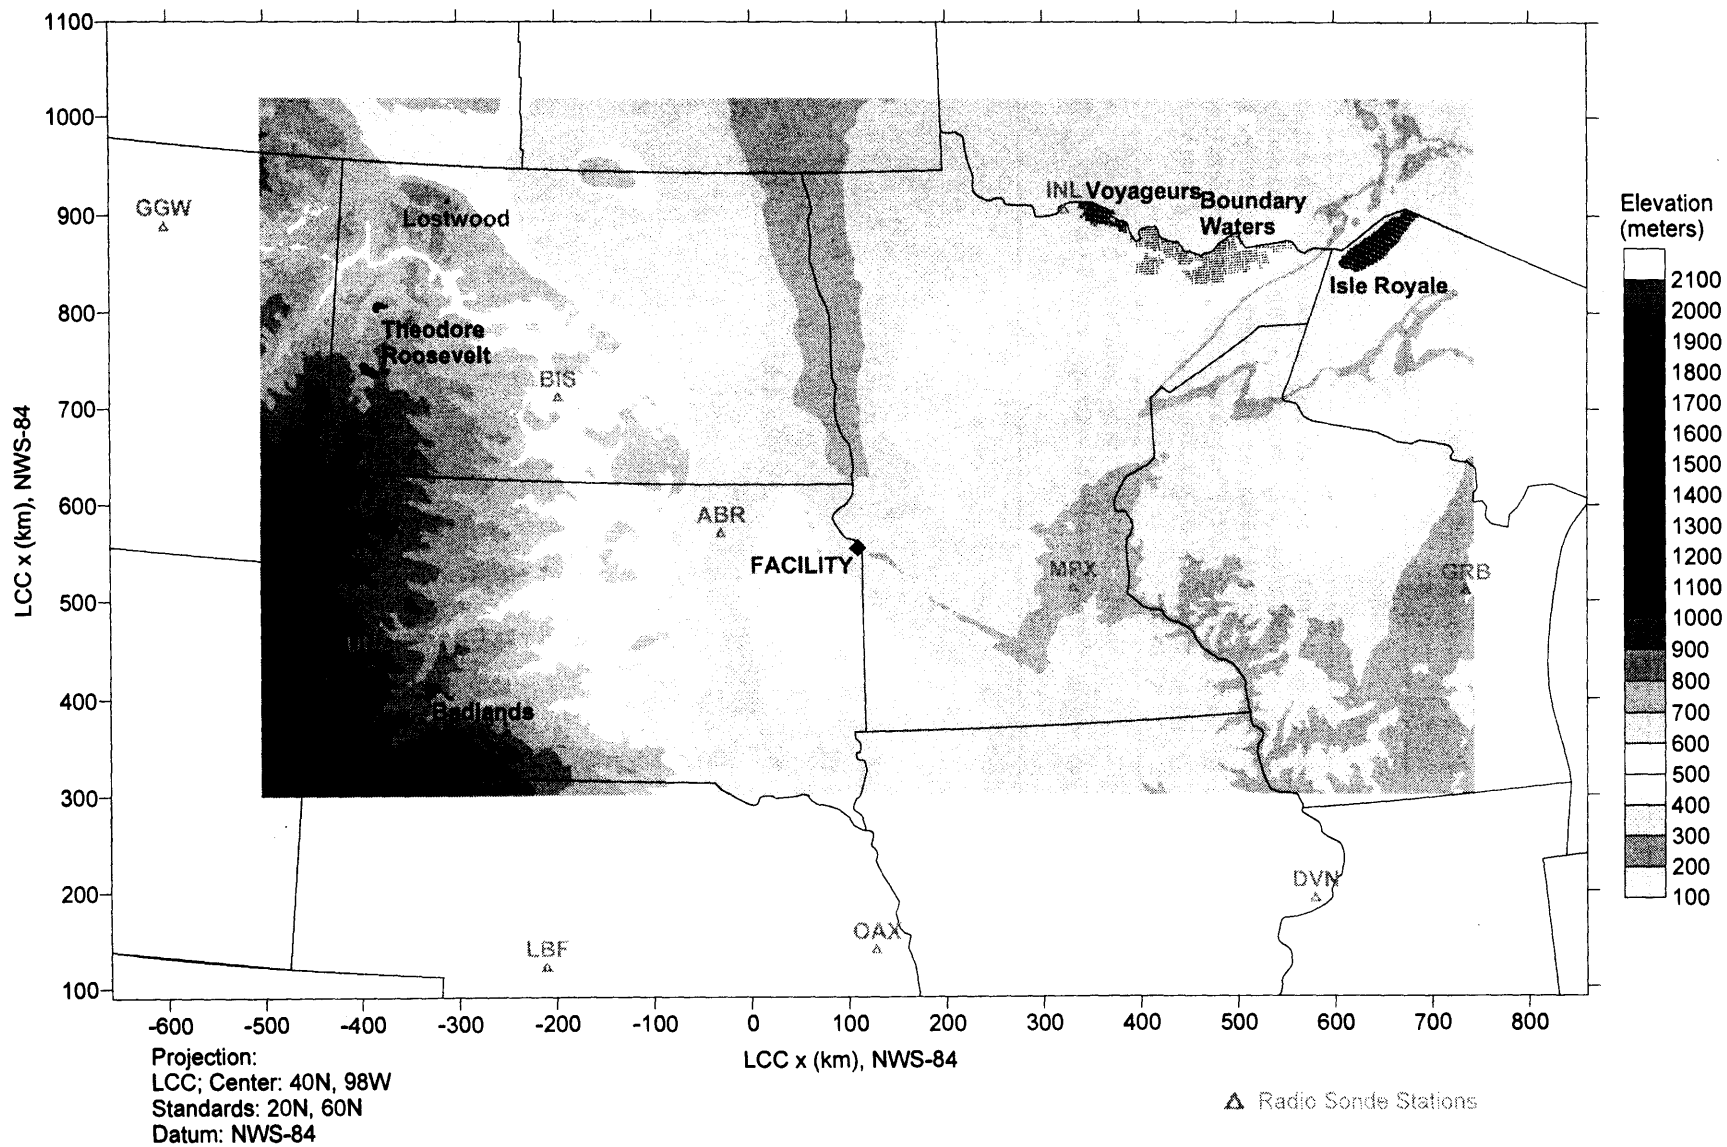 1100
1000
900
800
700
600
500
400
300
200
100
LCC x (km), NWS-84
GGW
Lostwood
Theodore
Roosevelt
BIS
ABR
FACILITY
Badlands
INL
Voyageurs
Boundary
Waters
Isle Royale
MPX
GRB
DVN
OAX
LBF
Elevation
(meters)
2100
2000
1900
1800
1700
1600
1500
1400
1300
1200
1100
1000
900
800
700
600
500
400
300
200
100
-600 -500 -400 -300 -200 -100 0 100 200 300 400 500 600 700 800
LCC x (km), NWS-84
Projection:
LCC; Center: 40N, 98W
Standards: 20N, 60N
Datum: NWS-84
Radio Sonde Stations